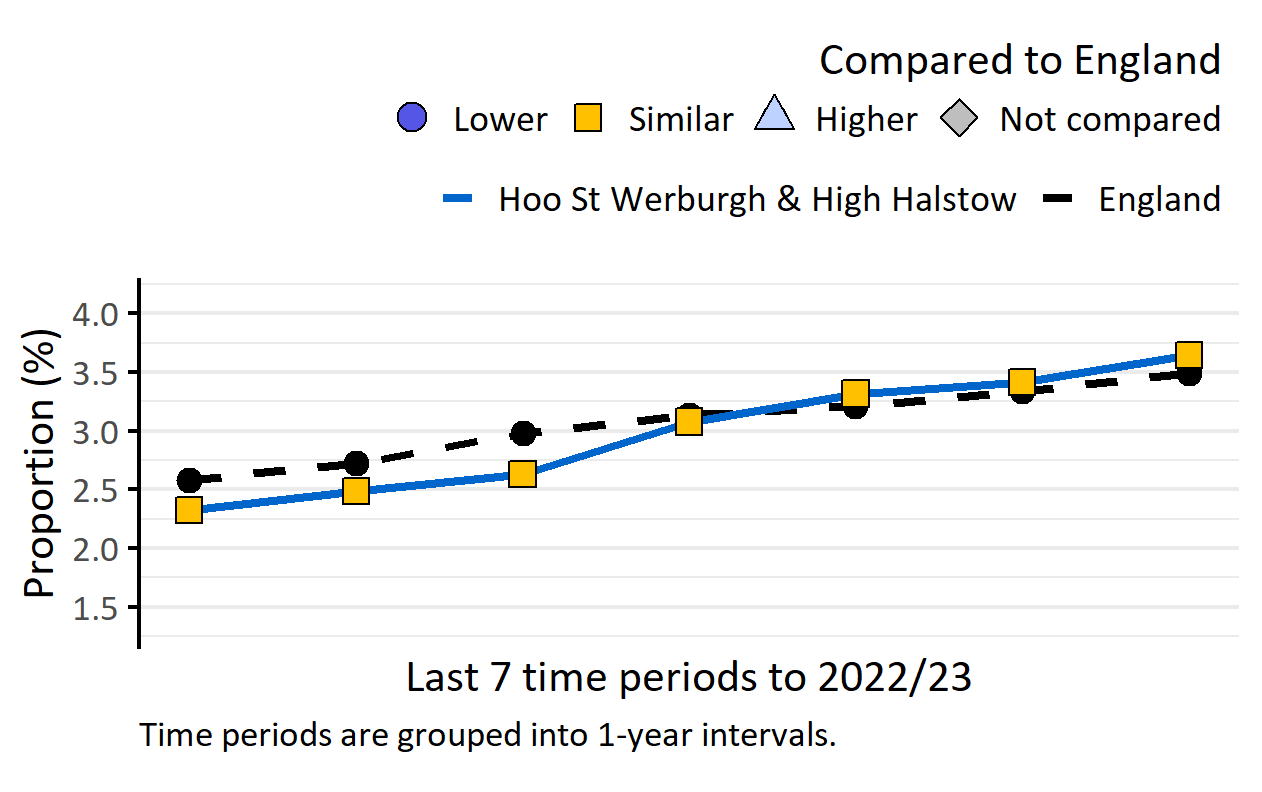 Compared to England
Lower Similar Higher Not compared
Hoo St Werburgh & High Halstow England
Proportion (%)
4.0
3.5
3.0
2.5
2.0
1.5
Last 7 time periods to 2022/23
Time periods are grouped into 1-year intervals.